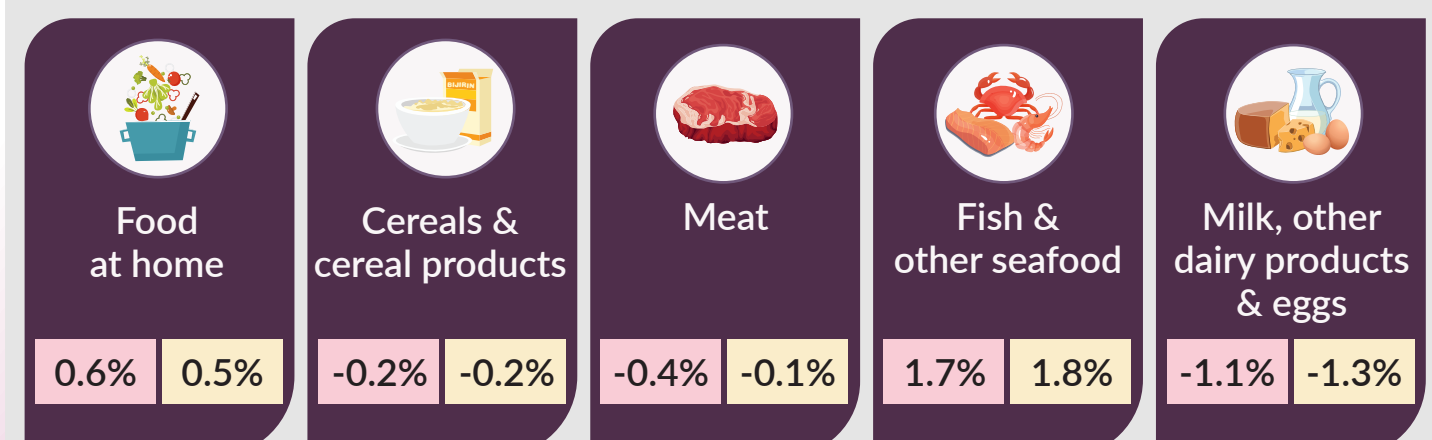 BIJIRIN
Food
at home
0.6% 0.5%
Cereals &
cereal products
-0.2% -0.2%
Meat
-0.4% -0.1%
Fish &
other seafood
1.7% 1.8%
Milk, other
dairy products
& eggs
-1.1% -1.3%